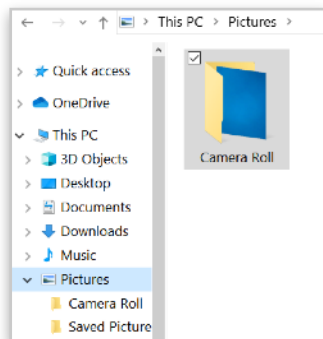 This PC > Pictures >
Quick access
OneDrive
This PC
3D Objects
Desktop
Documents
Downloads
Music
Pictures
Camera Roll
Saved Picture
Camera Roll